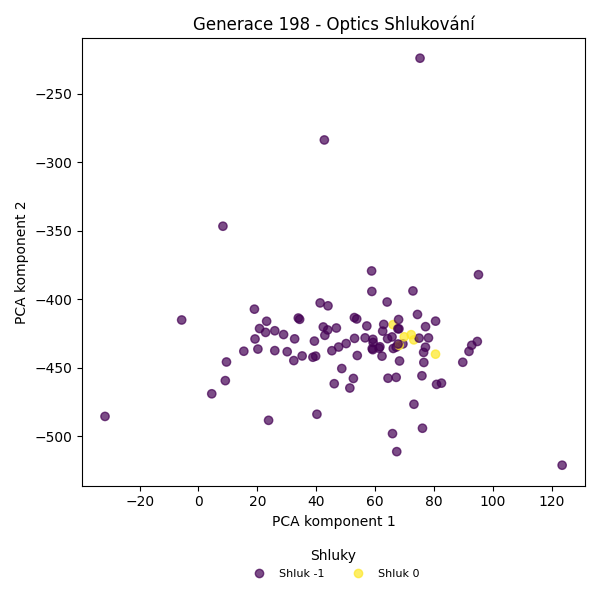 Generace 198 - Optics Shlukování
PCA komponent 2
−250
−300
−350
−400
−450
−500
−20
0
20
40
60
80
100
120
PCA komponent 1
Shluky
Shluk -1
Shluk 0